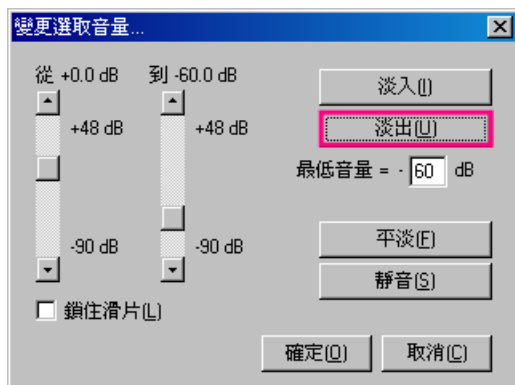 變更選取音量...
從 +0.0 dB 到 -60.0 dB
淡入(I)
+48 dB +48 dB
淡出(U)
最低音量 = - 60 dB
-90 dB -90 dB
平淡(F)
靜音(S)
鎖住滑片(L)
確定(O) 取消(C)